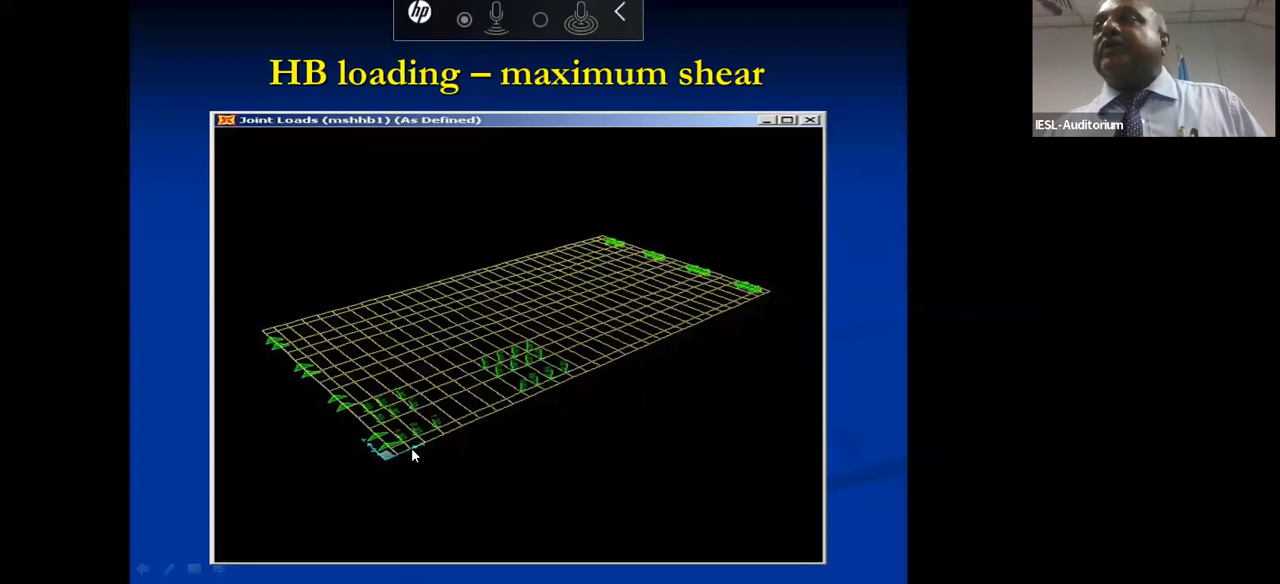 hp
HB loading – maximum shear
Joint Loads (mshhb1) (As Defined)
IESL-Auditorium